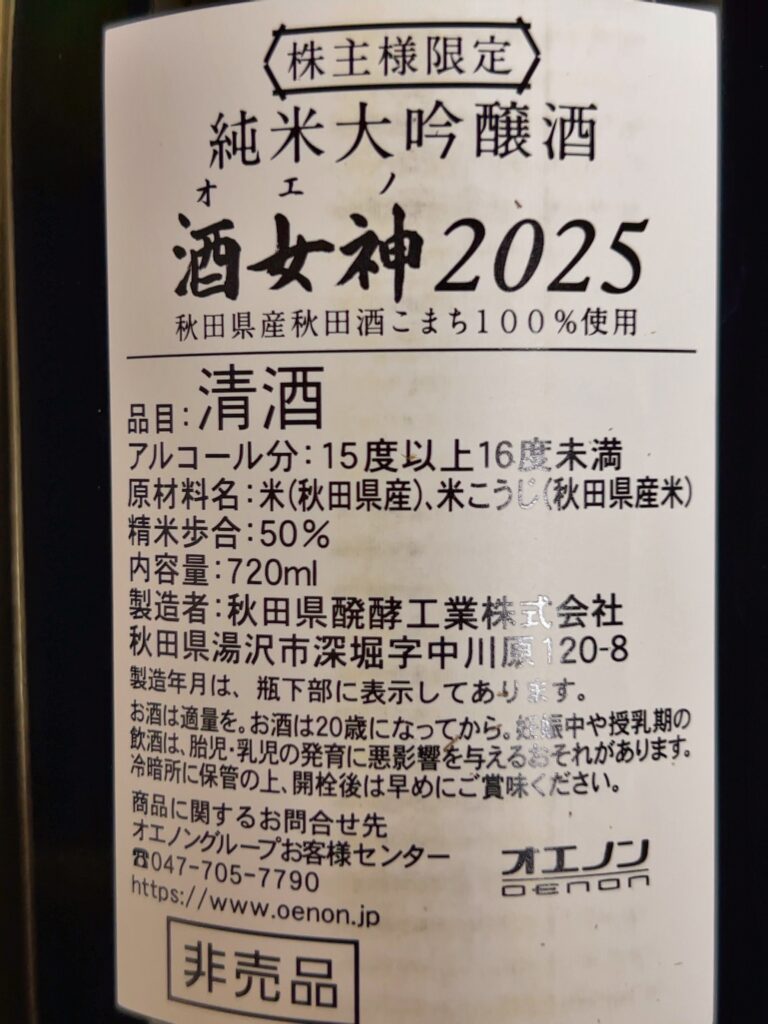 株主様限定
純米大吟醸酒
オエノ
酒女神2025
秋田県産秋田酒こまち100%使用
品目:清酒
アルコール分:15度以上16度未満
原材料名:米(秋田県産)、米こうじ(秋田県産米)
精米歩合:50%
内容量:720ml
製造者:秋田県醗酵工業株式会社
秋田県湯沢市深堀字中川原120-8
製造年月は、瓶下部に表示してあります。
お酒は適量を。お酒は20歳になってから。妊娠中や授乳期の
飲酒は、胎児・乳児の発育に悪影響を与えるおそれがあります。
冷暗所に保管の上、開栓後は早めにご賞味ください。
商品に関するお問合せ先
オエノングループお客様センター
☎047-705-7790
https://www.oenon.jp
オエノン
OENON
非売品